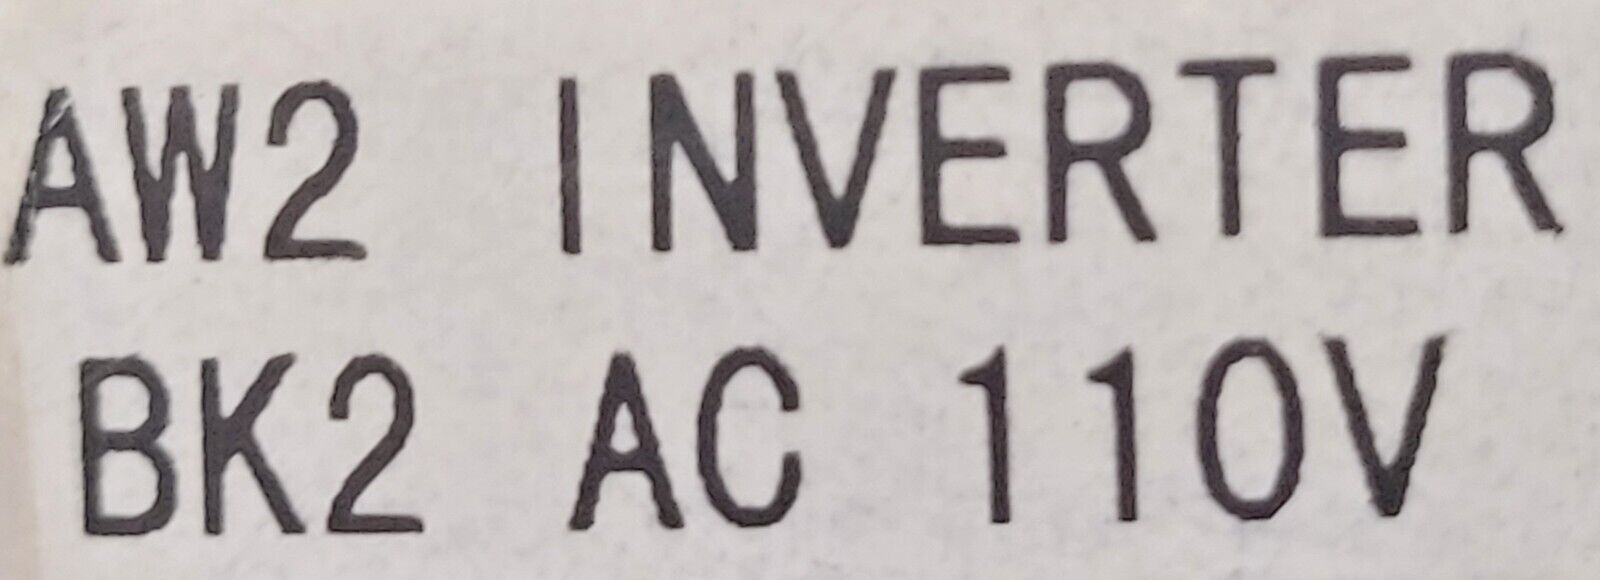 AW2 INVERTER
BK2 AC 110V